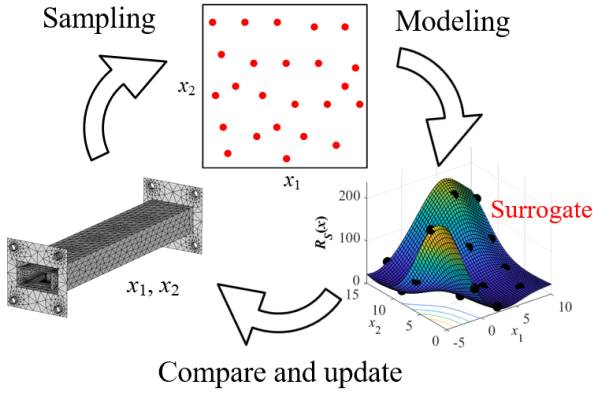 Sampling
Modeling
x2
x1
Surrogate
200
100
0
RS(x)
15
10
5
0
x2
-5
0
5
10
x1
x1, x2
Compare and update